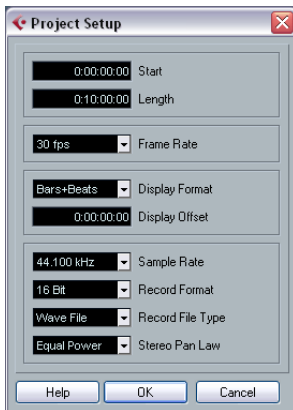 Project Setup
0:00:00:00 Start
0:10:00:00 Length
30 fps Frame Rate
Bars+Beats Display Format
0:00:00:00 Display Offset
44.100 kHz Sample Rate
16 Bit Record Format
Wave File Record File Type
Equal Power Stereo Pan Law
Help OK Cancel